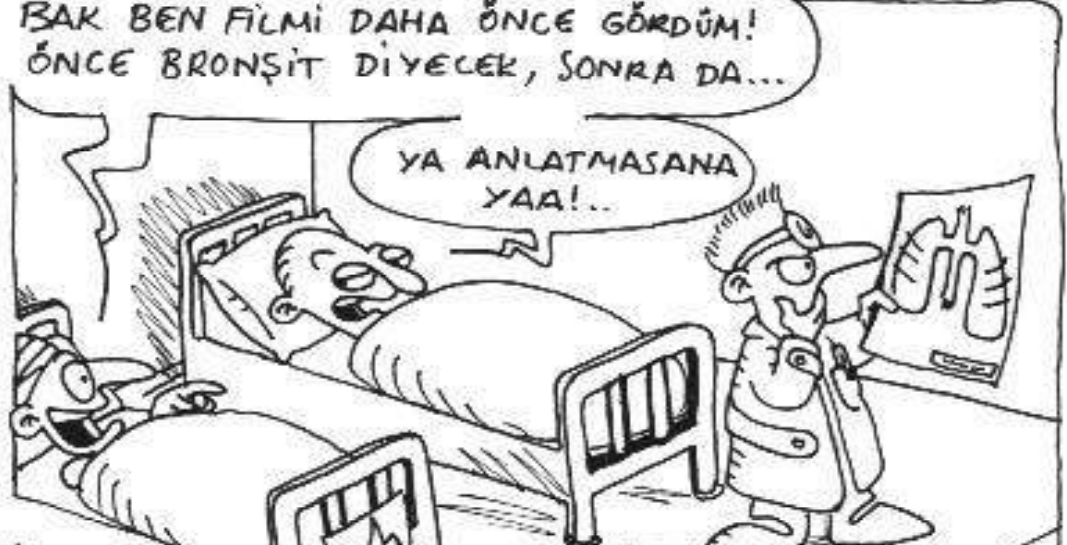 BAK BEN FİLMİ DAHA ÖNCE GÖRDÜM!
ÖNCE BRONŞİT DİYECEK, SONRA DA...
YA ANLATMASANA
YAA!..